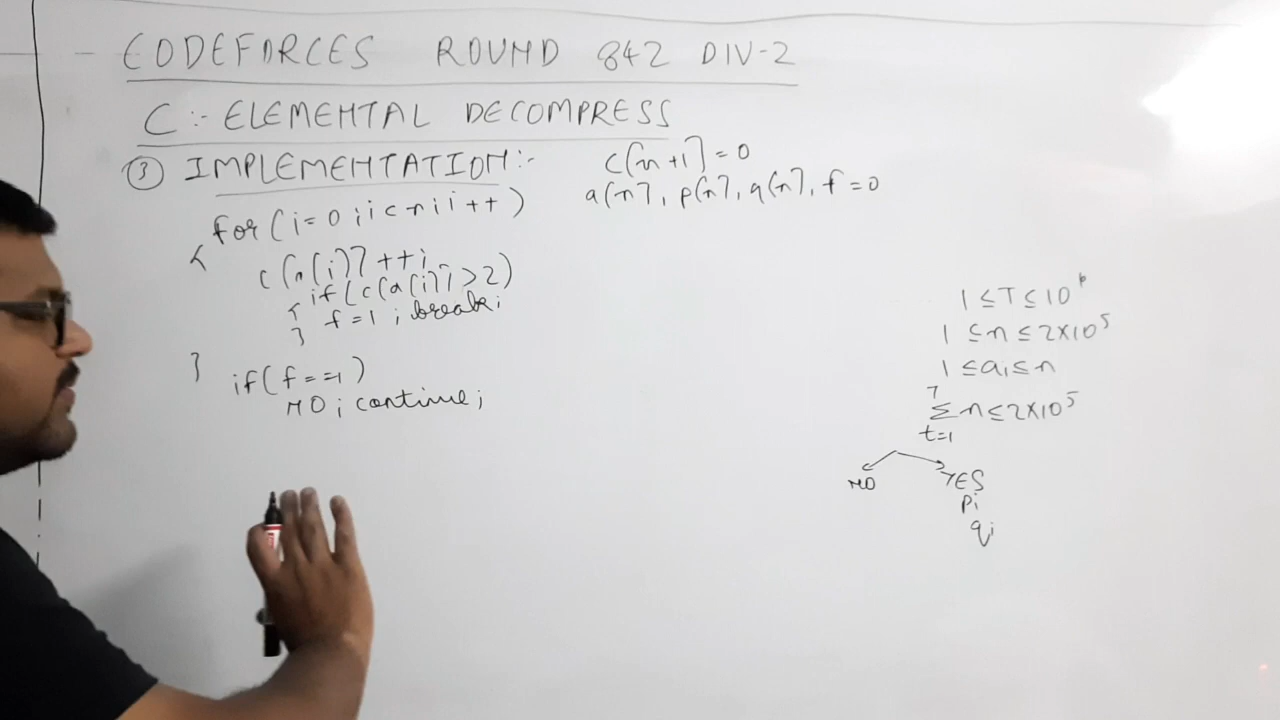 CODEFORCES ROUND 842 DIV-2
C:- ELEMENTAL DECOMPRESS
③ IMPLEMENTATION:-
c[n+1]=0
a[n], p[n], q[n], f=0
for(i=0;i<n;i++)
{
c[a[i]]++;
if(c[a[i]]>2)
{ f=1; break;
}
}
if(f==1)
NO; continue;
1≤T≤10⁴
1≤n≤2×10⁵
1≤ai≤n
T
∑n≤2×10⁵
t=1
NO YES
pi
qi